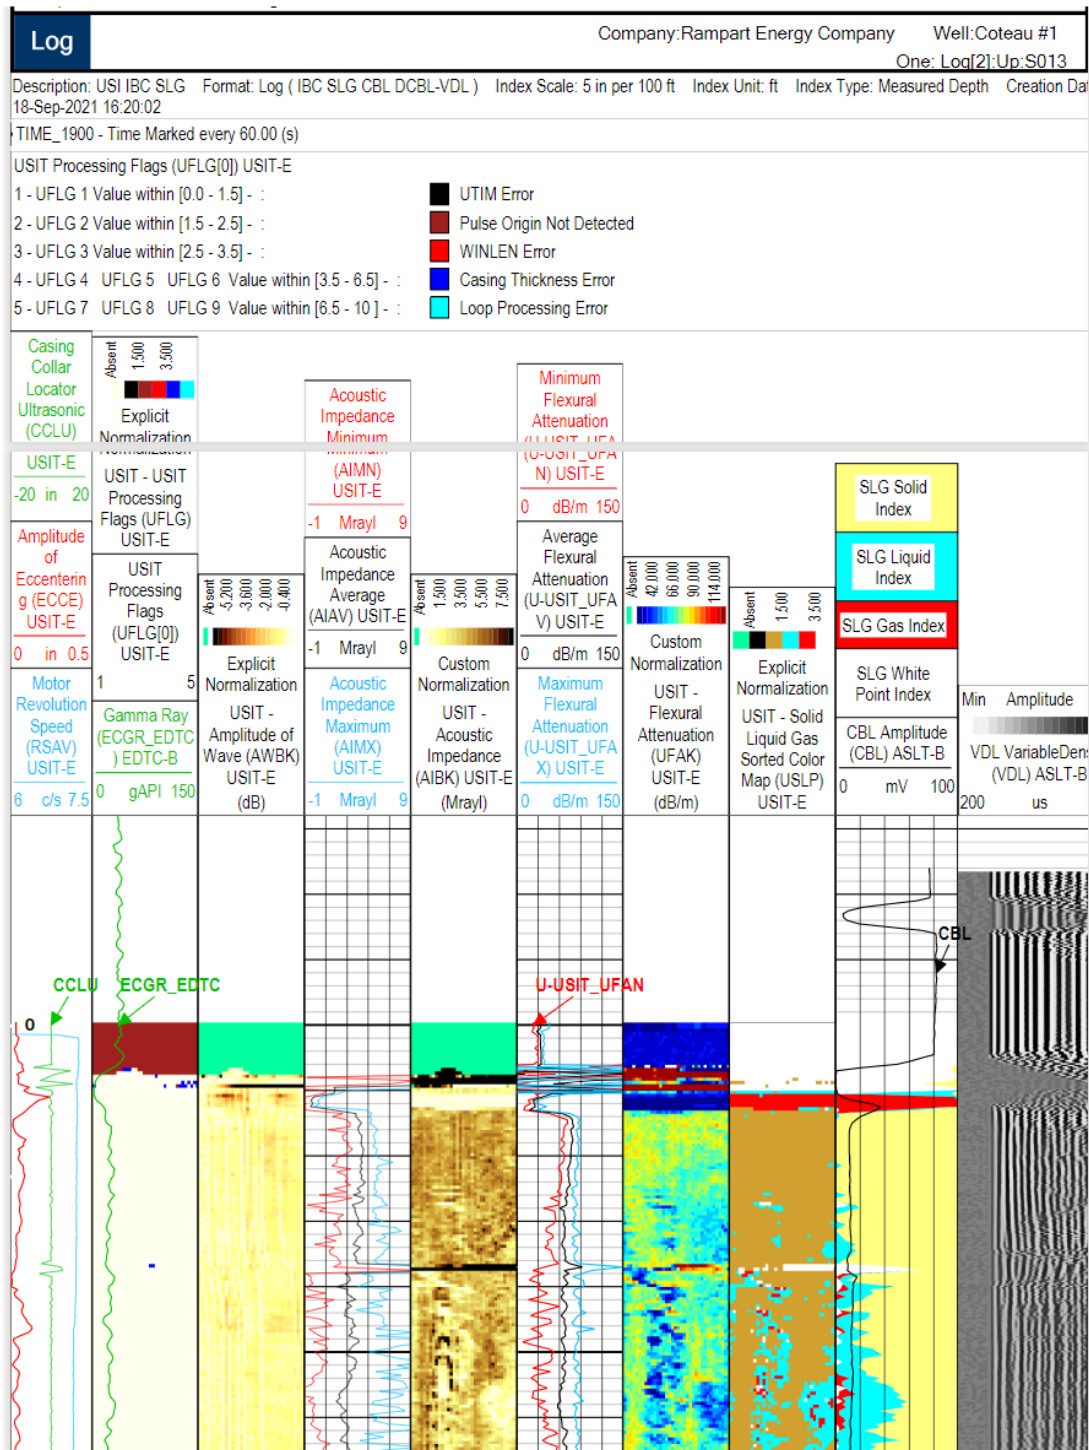 Log
Company:Rampart Energy Company Well:Coteau #1
One: Log[2]:Up:S013
Description: USI IBC SLG Format: Log ( IBC SLG CBL DCBL-VDL ) Index Scale: 5 in per 100 ft Index Unit: ft Index Type: Measured Depth Creation Dat
18-Sep-2021 16:20:02
TIME_1900 - Time Marked every 60.00 (s)
USIT Processing Flags (UFLG[0]) USIT-E
1 - UFLG 1 Value within [0.0 - 1.5] - :
UTIM Error
2 - UFLG 2 Value within [1.5 - 2.5] - :
Pulse Origin Not Detected
3 - UFLG 3 Value within [2.5 - 3.5] - :
WINLEN Error
4 - UFLG 4 UFLG 5 UFLG 6 Value within [3.5 - 6.5] - :
Casing Thickness Error
5 - UFLG 7 UFLG 8 UFLG 9 Value within [6.5 - 10 ] - :
Loop Processing Error
Casing
Collar
Locator
Ultrasonic
(CCLU)
USIT-E
-20 in 20
Amplitude
of
Eccenterin
g (ECCE)
USIT-E
0 in 0.5
Motor
Revolution
Speed
(RSAV)
USIT-E
6 c/s 7.5
Absent
1.500
3.500
Explicit
Normalization
USIT - USIT
Processing
Flags (UFLG)
USIT-E
USIT
Processing
Flags
(UFLG[0])
USIT-E
1 5
Gamma Ray
(ECGR_EDTC
) EDTC-B
0 gAPI 150
Absent
-5.200
-3.600
-2.000
-0.400
Explicit
Normalization
USIT -
Amplitude of
Wave (AWBK)
USIT-E
(dB)
Acoustic
Impedance
Minimum
(AIMN)
USIT-E
-1 Mrayl 9
Acoustic
Impedance
Average
(AIAV) USIT-E
-1 Mrayl 9
Acoustic
Impedance
Maximum
(AIMX)
USIT-E
-1 Mrayl 9
Absent
1.500
3.500
5.500
7.500
Custom
Normalization
USIT -
Acoustic
Impedance
(AIBK) USIT-E
(Mrayl)
Minimum
Flexural
Attenuation
(U-USIT_UFA
(U-USIT_UFA
N) USIT-E
0 dB/m 150
Average
Flexural
Attenuation
(U-USIT_UFA
V) USIT-E
0 dB/m 150
Maximum
Flexural
Attenuation
(U-USIT_UFA
X) USIT-E
0 dB/m 150
Absent
42.000
66.000
90.000
114.000
Custom
Normalization
USIT -
Flexural
Attenuation
(UFAK)
USIT-E
(dB/m)
Absent
1.500
3.500
Explicit
Normalization
USIT - Solid
Liquid Gas
Sorted Color
Map (USLP)
USIT-E
SLG Solid
Index
SLG Liquid
Index
SLG Gas Index
SLG White
Point Index
CBL Amplitude
(CBL) ASLT-B
0 mV 100
Min Amplitude
VDL VariableDens
(VDL) ASLT-B
200 us
CBL
CCLU
ECGR_EDTC
U-USIT_UFAN
0